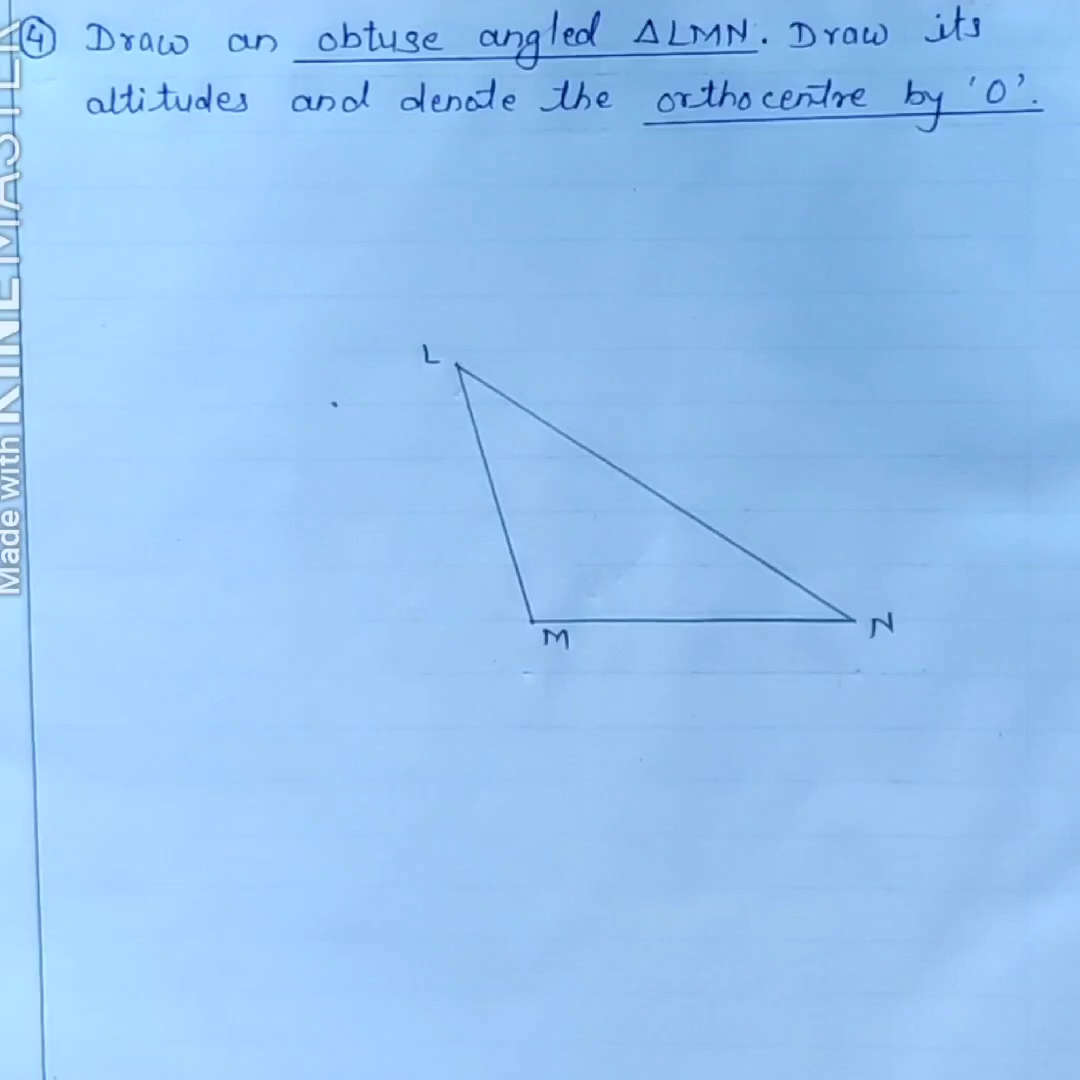 ④ Draw an obtuse angled ΔLMN. Draw its
altitudes and denote the orthocentre by 'O'.
L
M
N
Made with KINEMASTER